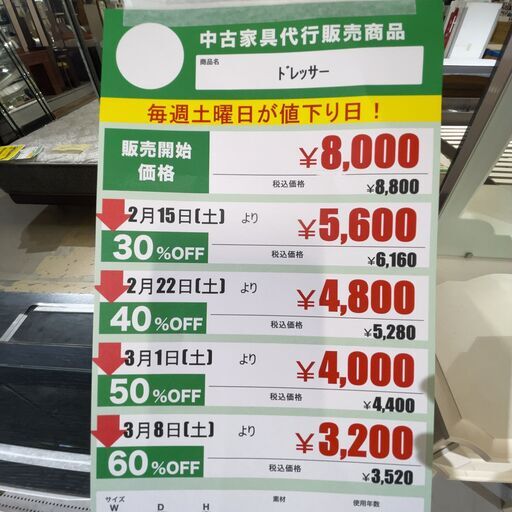 中古家具代行販売商品
商品名
ドレッサー
毎週土曜日が値下り日！
販売開始
価格
¥8,000
税込価格 ¥8,800
2月15日(土) より ¥5,600
30%OFF 税込価格 ¥6,160
2月22日(土) より ¥4,800
40%OFF 税込価格 ¥5,280
3月1日(土) より ¥4,000
50%OFF 税込価格 ¥4,400
3月8日(土) より ¥3,200
60%OFF 税込価格 ¥3,520
サイズ 素材 使用年数
W D H